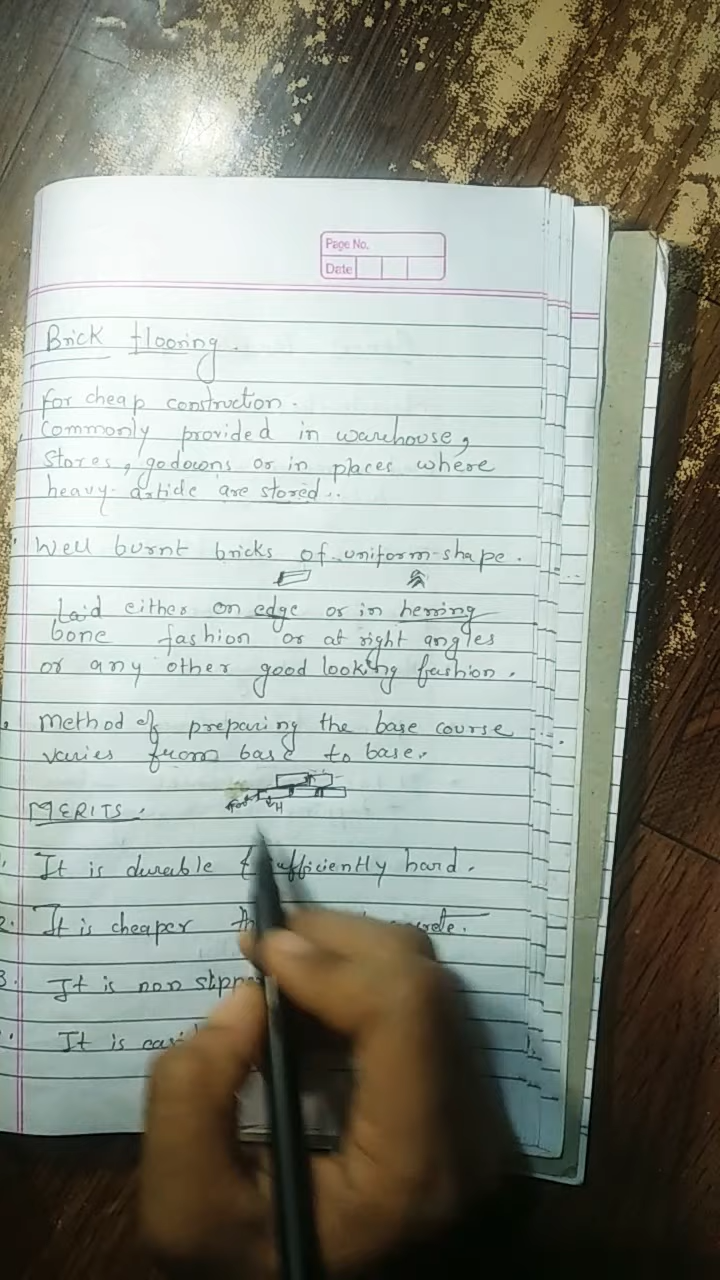 Page No.
Date
Brick flooring.
For cheap construction.
Commonly provided in warehouse,
stores, godowns or in places where
heavy article are stored..
Well burnt bricks of uniform shape.
Laid either on edge or in herring
bone fashion or at right angles
or any other good looking fashion.
Method of preparing the base course
varies from base to base.
MERITS:
1. It is durable & sufficiently hard.
2. It is cheaper
3. It is non
It is